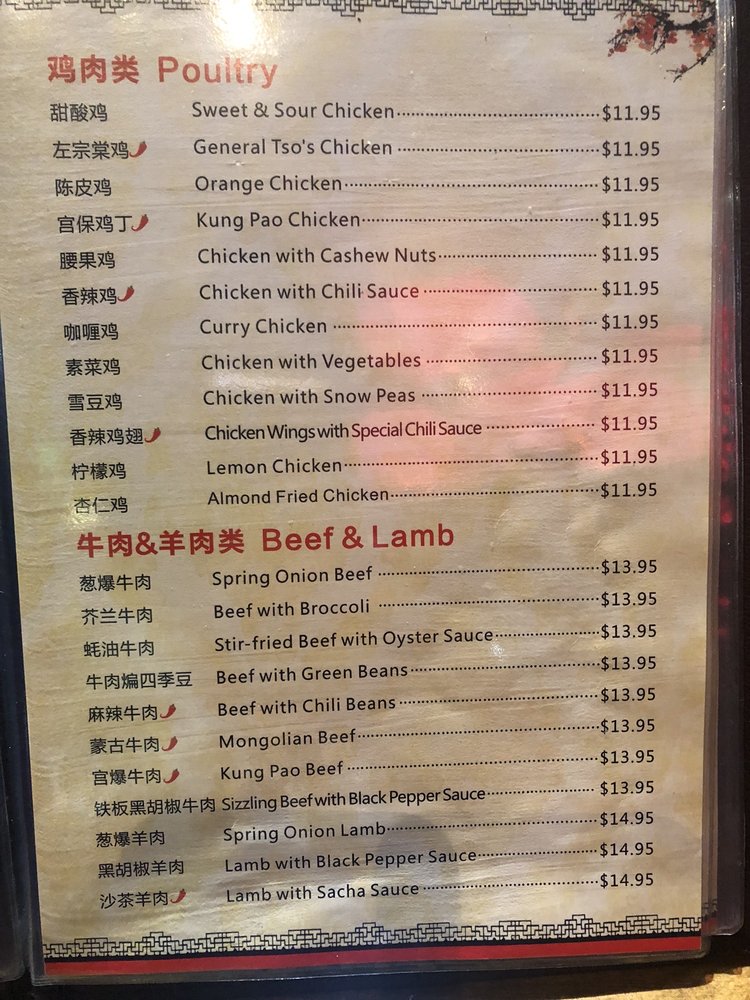 鸡肉类 Poultry
甜酸鸡 Sweet & Sour Chicken $11.95
左宗棠鸡 General Tso's Chicken $11.95
陈皮鸡 Orange Chicken $11.95
宫保鸡丁 Kung Pao Chicken $11.95
腰果鸡 Chicken with Cashew Nuts $11.95
香辣鸡 Chicken with Chili Sauce $11.95
咖喱鸡 Curry Chicken $11.95
素菜鸡 Chicken with Vegetables $11.95
雪豆鸡 Chicken with Snow Peas $11.95
香辣鸡翅 Chicken Wings with Special Chili Sauce $11.95
柠檬鸡 Lemon Chicken $11.95
杏仁鸡 Almond Fried Chicken $11.95
牛肉&羊肉类 Beef & Lamb
葱爆牛肉 Spring Onion Beef $13.95
芥兰牛肉 Beef with Broccoli $13.95
蚝油牛肉 Stir-fried Beef with Oyster Sauce $13.95
牛肉煸四季豆 Beef with Green Beans $13.95
麻辣牛肉 Beef with Chili Beans $13.95
蒙古牛肉 Mongolian Beef $13.95
宫爆牛肉 Kung Pao Beef $13.95
铁板黑胡椒牛肉 Sizzling Beef with Black Pepper Sauce $13.95
葱爆羊肉 Spring Onion Lamb $14.95
黑胡椒羊肉 Lamb with Black Pepper Sauce $14.95
沙茶羊肉 Lamb with Sacha Sauce $14.95